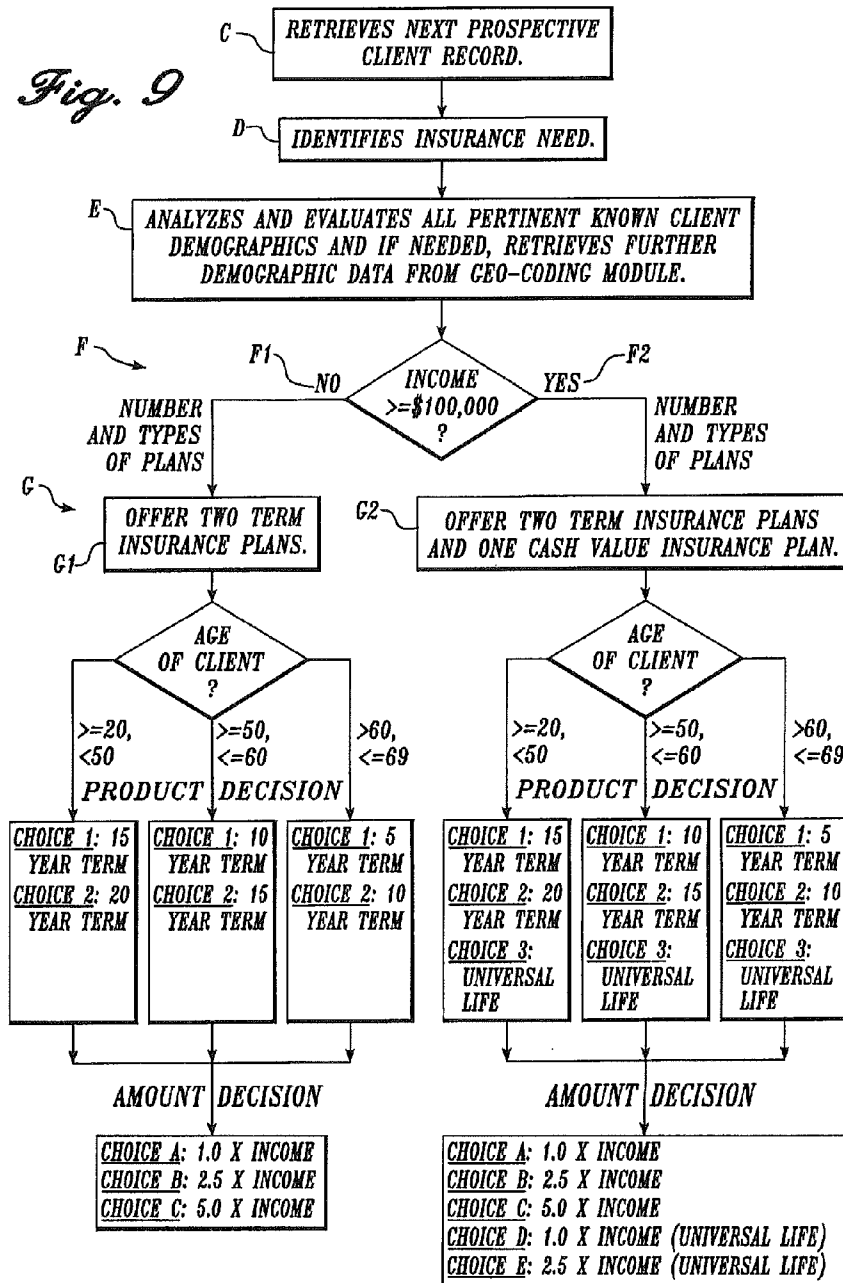 Fig. 9
C
RETRIEVES NEXT PROSPECTIVE
CLIENT RECORD.
D
IDENTIFIES INSURANCE NEED.
E
ANALYZES AND EVALUATES ALL PERTINENT KNOWN CLIENT
DEMOGRAPHICS AND IF NEEDED, RETRIEVES FURTHER
DEMOGRAPHIC DATA FROM GEO-CODING MODULE.
F
F1
NO
INCOME
>=$100,000
?
YES
F2
NUMBER
AND TYPES
OF PLANS
NUMBER
AND TYPES
OF PLANS
G
G1
OFFER TWO TERM
INSURANCE PLANS.
G2
OFFER TWO TERM INSURANCE PLANS
AND ONE CASH VALUE INSURANCE PLAN.
AGE
OF CLIENT
?
>=20,
<50
>=50,
<=60
>60,
<=69
PRODUCT DECISION
CHOICE 1: 15
YEAR TERM
CHOICE 2: 20
YEAR TERM
CHOICE 1: 10
YEAR TERM
CHOICE 2: 15
YEAR TERM
CHOICE 1: 5
YEAR TERM
CHOICE 2: 10
YEAR TERM
AMOUNT DECISION
CHOICE A: 1.0 X INCOME
CHOICE B: 2.5 X INCOME
CHOICE C: 5.0 X INCOME
AGE
OF CLIENT
?
>=20,
<50
>=50,
<=60
>60,
<=69
PRODUCT DECISION
CHOICE 1: 15
YEAR TERM
CHOICE 2: 20
YEAR TERM
CHOICE 3:
UNIVERSAL
LIFE
CHOICE 1: 10
YEAR TERM
CHOICE 2: 15
YEAR TERM
CHOICE 3:
UNIVERSAL
LIFE
CHOICE 1: 5
YEAR TERM
CHOICE 2: 10
YEAR TERM
CHOICE 3:
UNIVERSAL
LIFE
AMOUNT DECISION
CHOICE A: 1.0 X INCOME
CHOICE B: 2.5 X INCOME
CHOICE C: 5.0 X INCOME
CHOICE D: 1.0 X INCOME (UNIVERSAL LIFE)
CHOICE E: 2.5 X INCOME (UNIVERSAL LIFE)